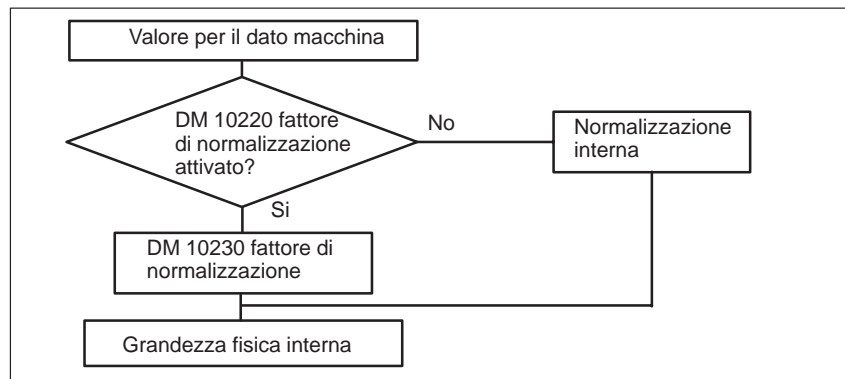 Valore per il dato macchina
DM 10220 fattore
di normalizzazione
attivato?
No
Normalizzazione
interna
Si
DM 10230 fattore di
normalizzazione
Grandezza fisica interna